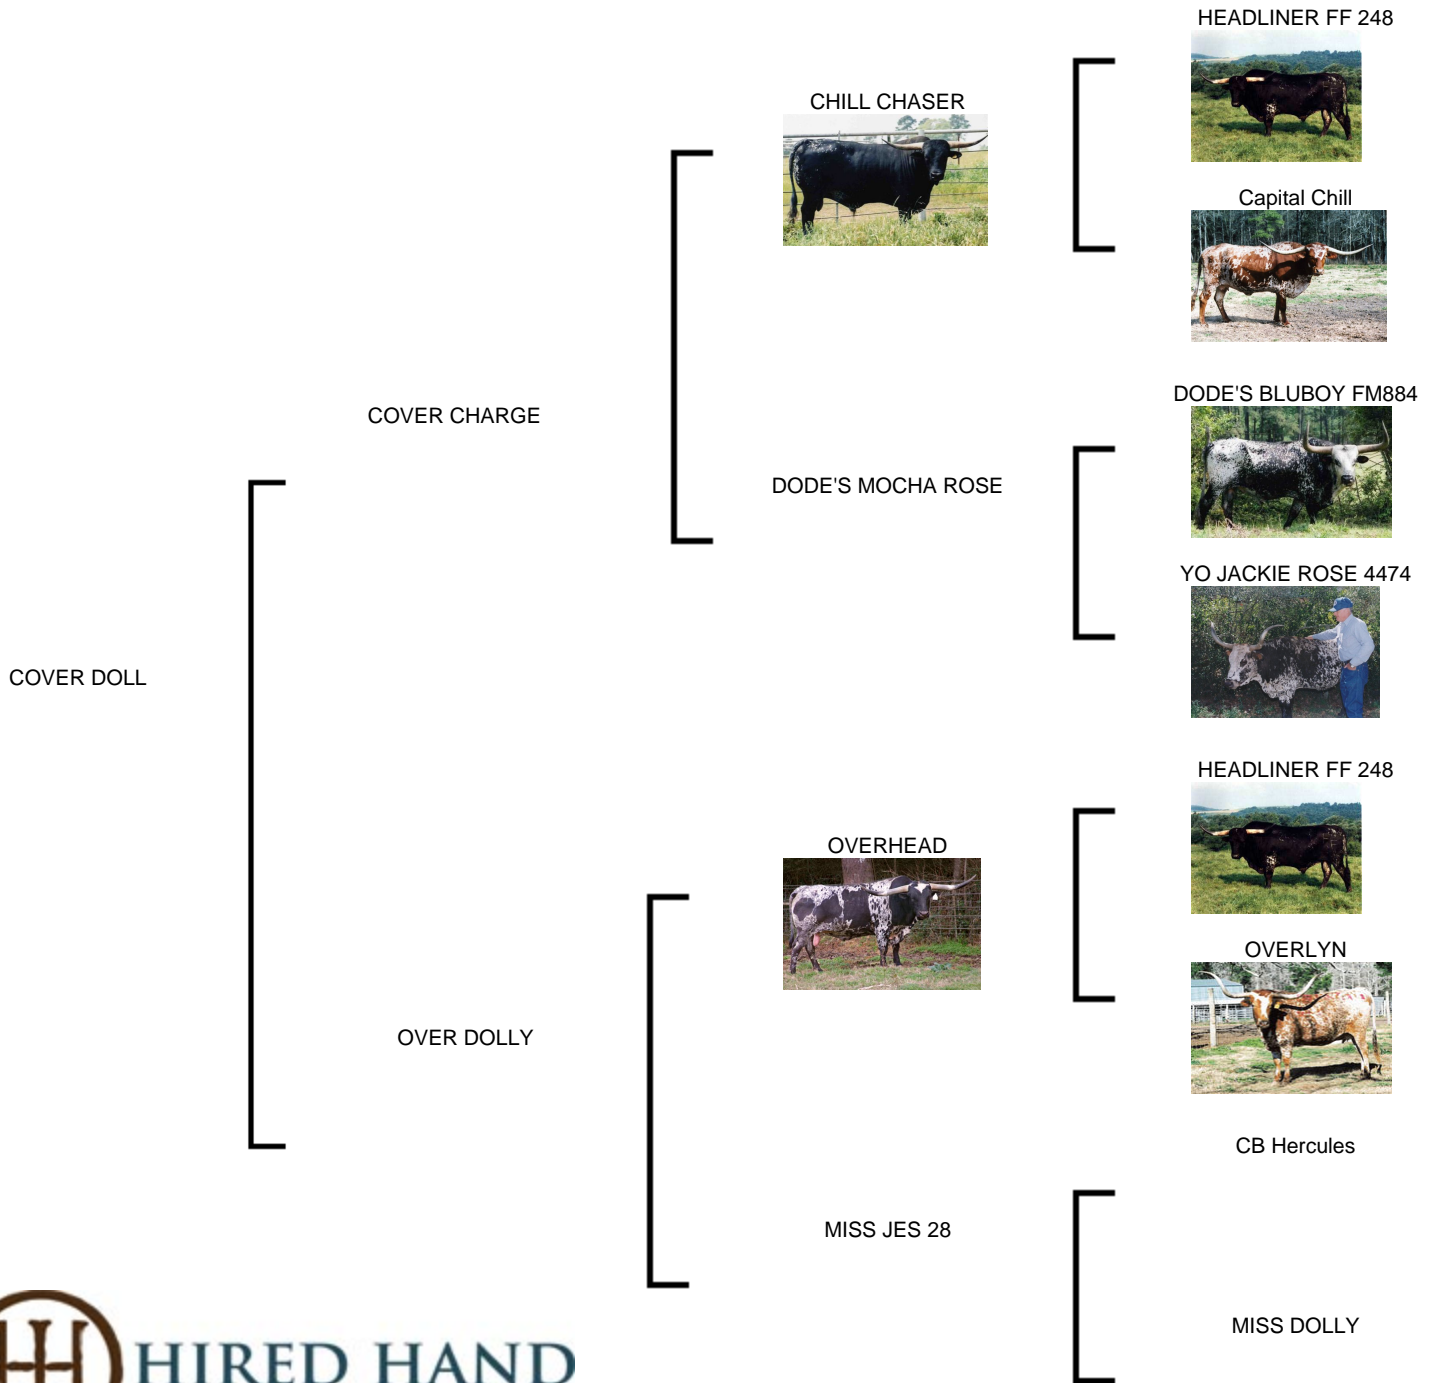 HEADLINER FF 248
CHILL CHASER
Capital Chill
COVER CHARGE
DODE'S BLUBOY FM884
DODE'S MOCHA ROSE
YO JACKIE ROSE 4474
COVER DOLL
HEADLINER FF 248
OVERHEAD
OVERLYN
OVER DOLLY
CB Hercules
MISS JES 28
MISS DOLLY
HIRED HAND